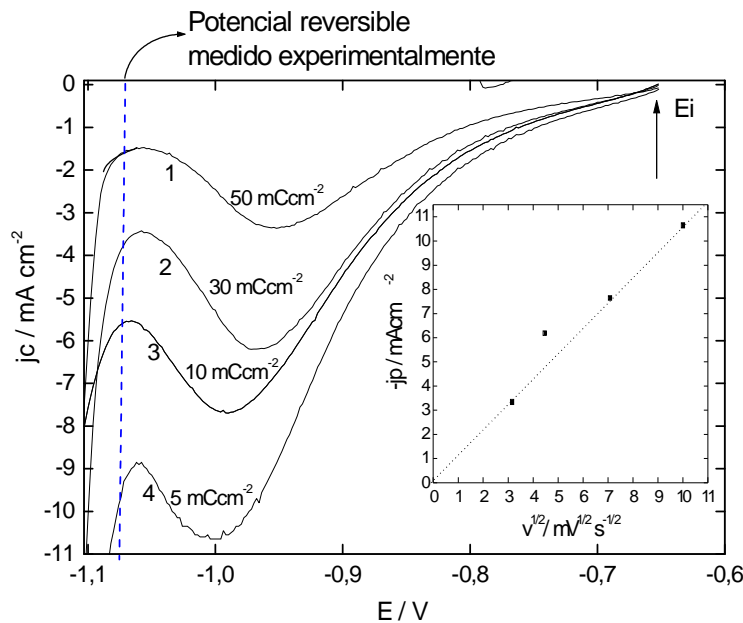 Potencial reversible
medido experimentalmente
0
-1
-2
-3
-4
-5
-6
-7
-8
-9
-10
-11
jc / mA cm-2
-1,1
-1,0
-0,9
-0,8
-0,7
-0,6
E / V
Ei
1
50 mCcm-2
2
30 mCcm-2
3
10 mCcm-2
4
5 mCcm-2
11
10
9
8
7
6
5
4
3
2
1
0
-jp / mAcm-2
0 1 2 3 4 5 6 7 8 9 10 11
v1/2/ mV1/2 s-1/2